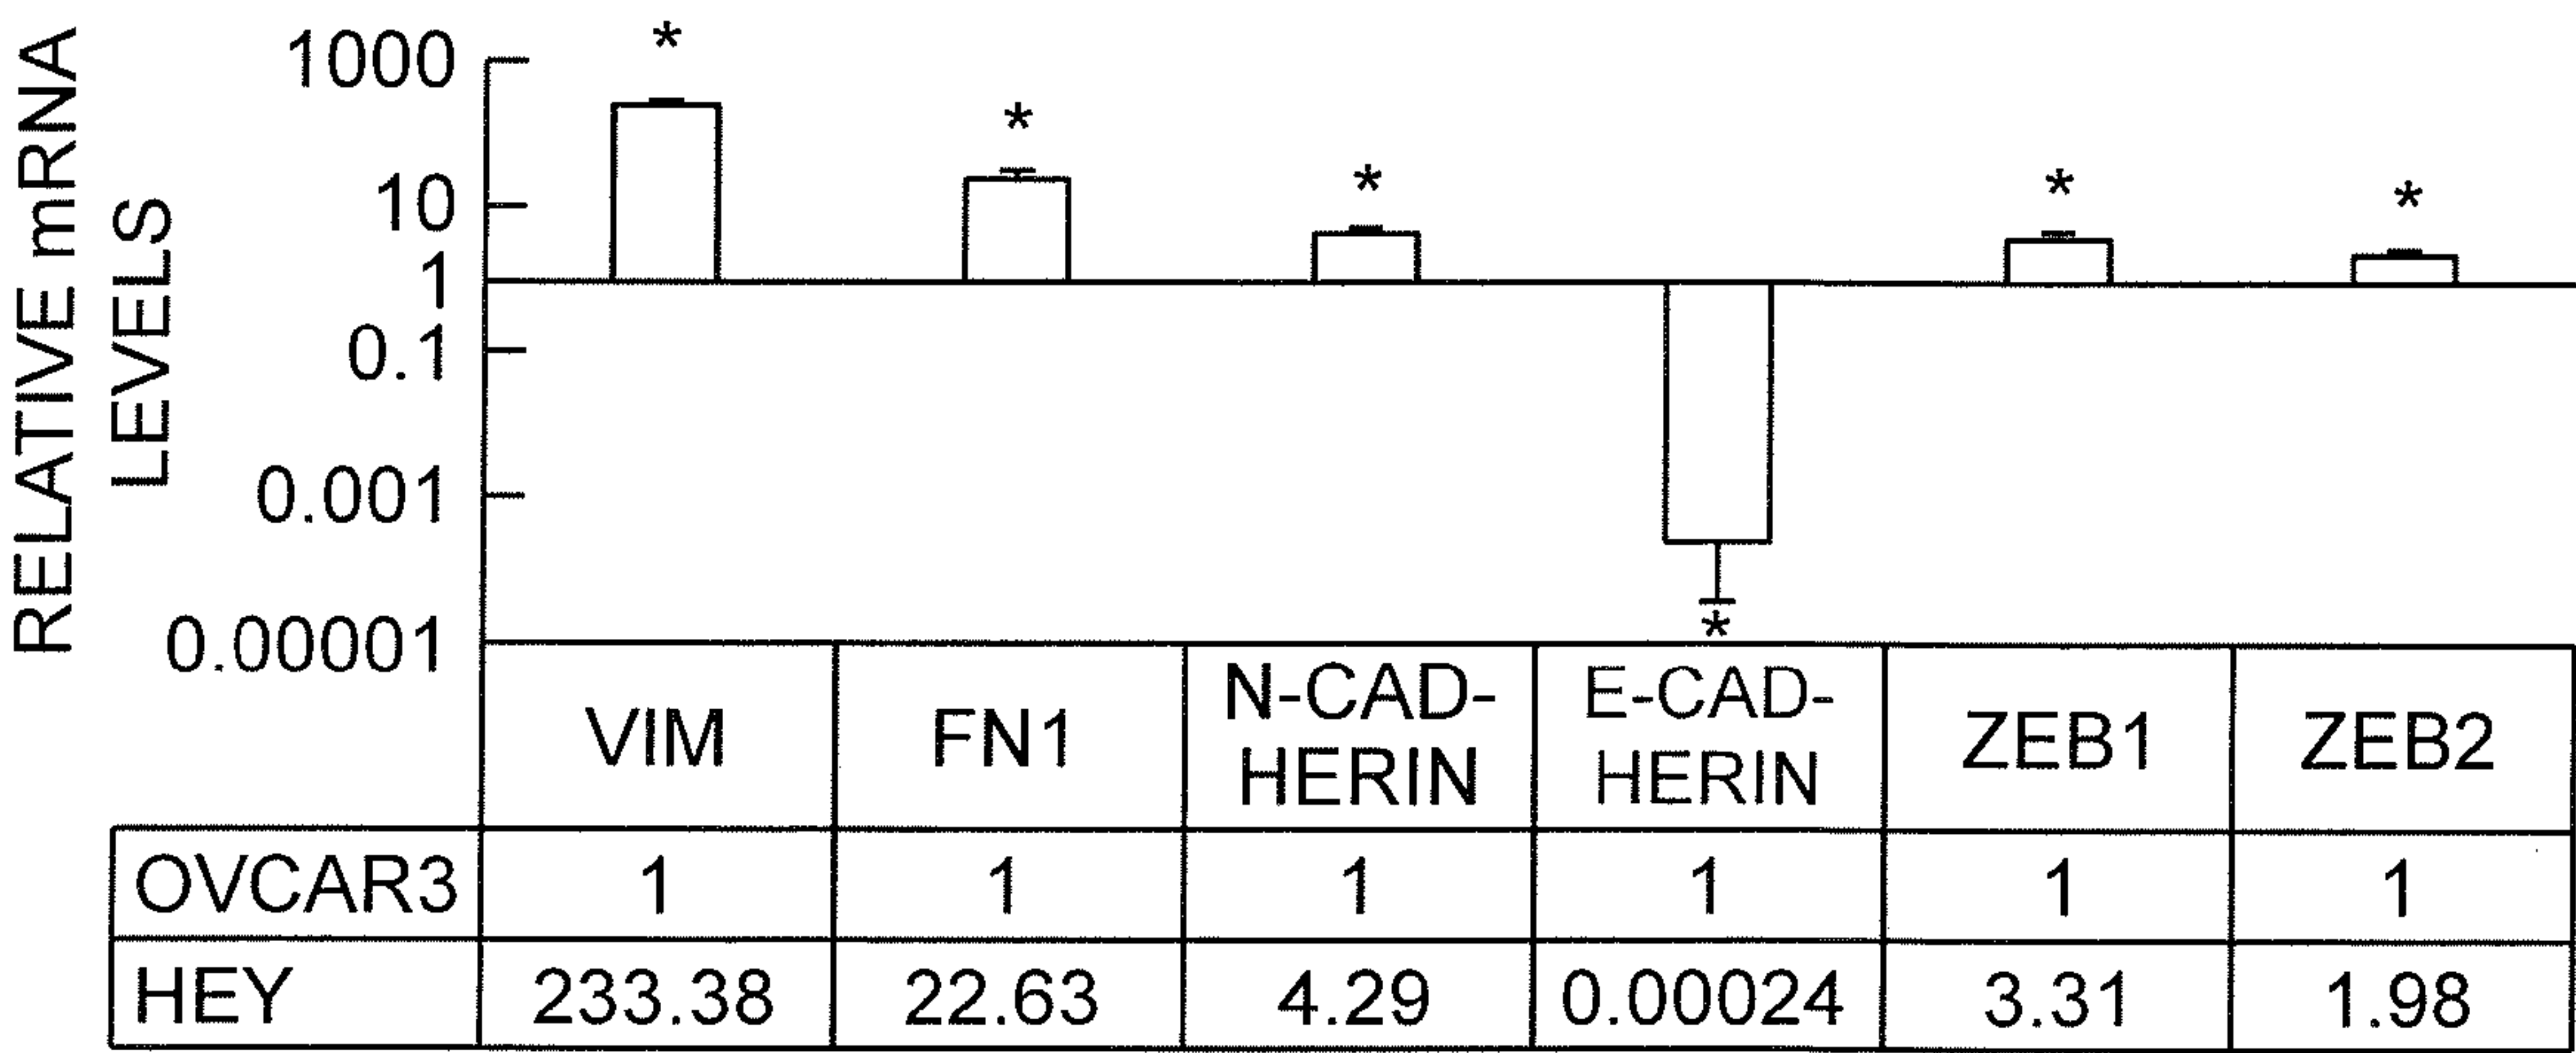 RELATIVE mRNA
LEVELS
1000
10
1
0.1
0.001
0.00001
*
*
*
*
*
*
VIM FN1 N-CAD-
HERIN E-CAD-
HERIN ZEB1 ZEB2
OVCAR3 1 1 1 1 1 1
HEY 233.38 22.63 4.29 0.00024 3.31 1.98